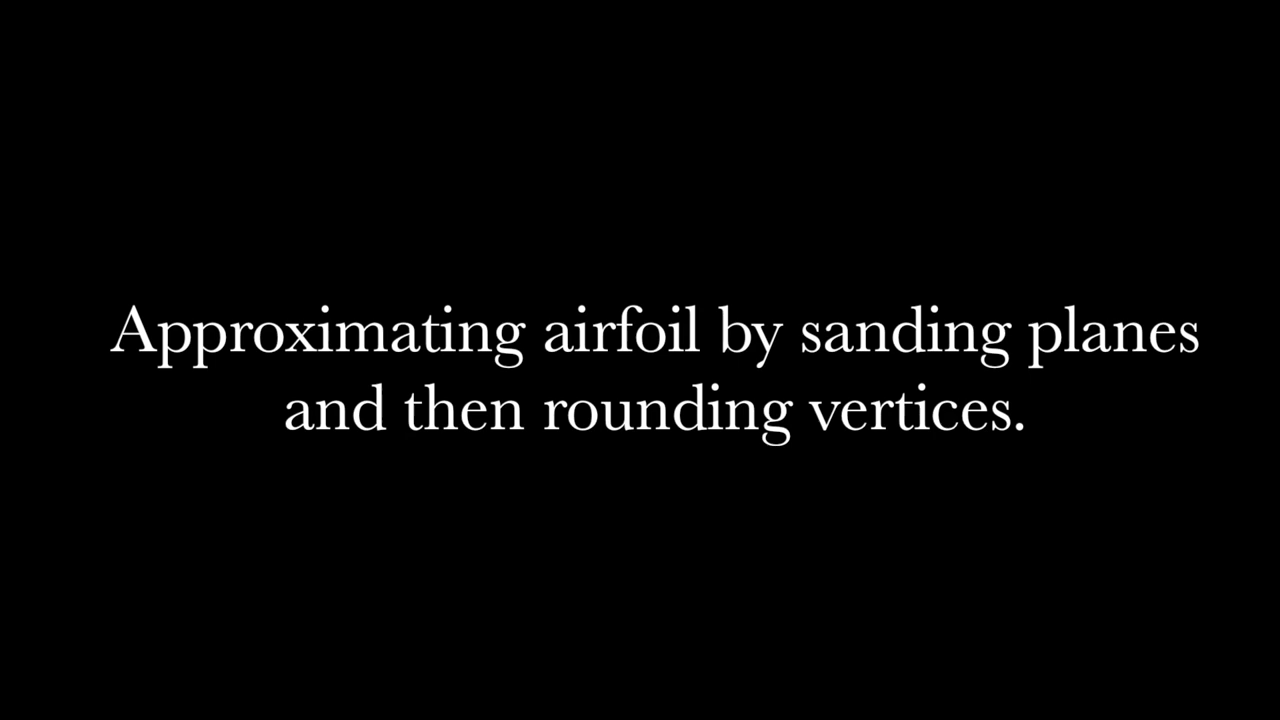 Approximating airfoil by sanding planes
and then rounding vertices.